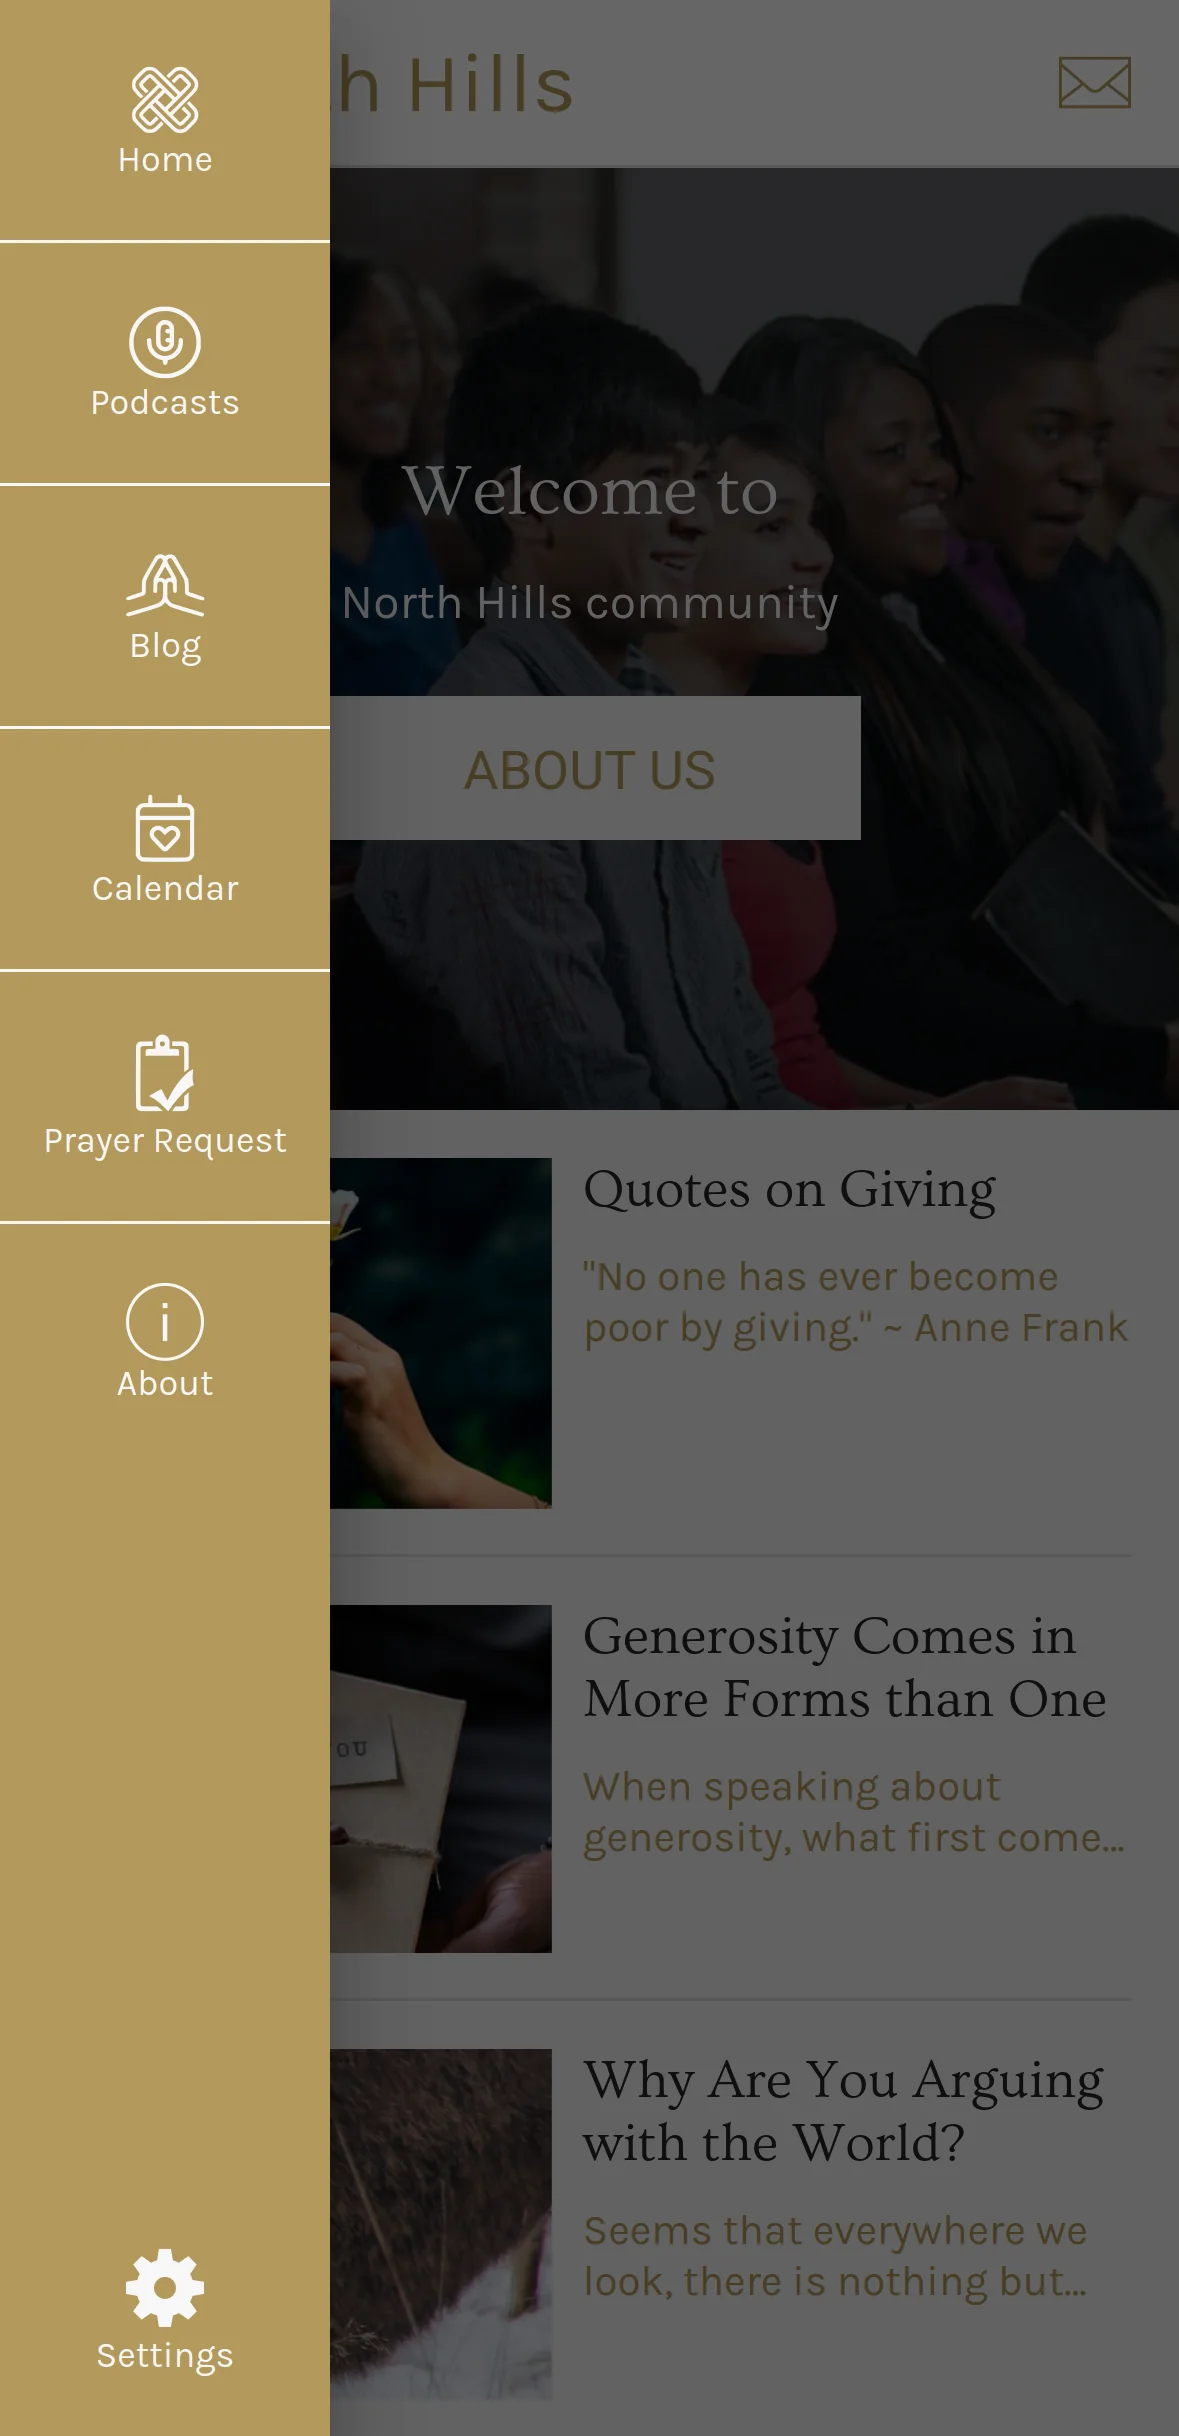 Home
Podcasts
Blog
Calendar
Prayer Request
About
Settings
h Hills
Welcome to
North Hills community
ABOUT US
Quotes on Giving
"No one has ever become
poor by giving." ~ Anne Frank
OU
Generosity Comes in
More Forms than One
When speaking about
generosity, what first come...
Why Are You Arguing
with the World?
Seems that everywhere we
look, there is nothing but...